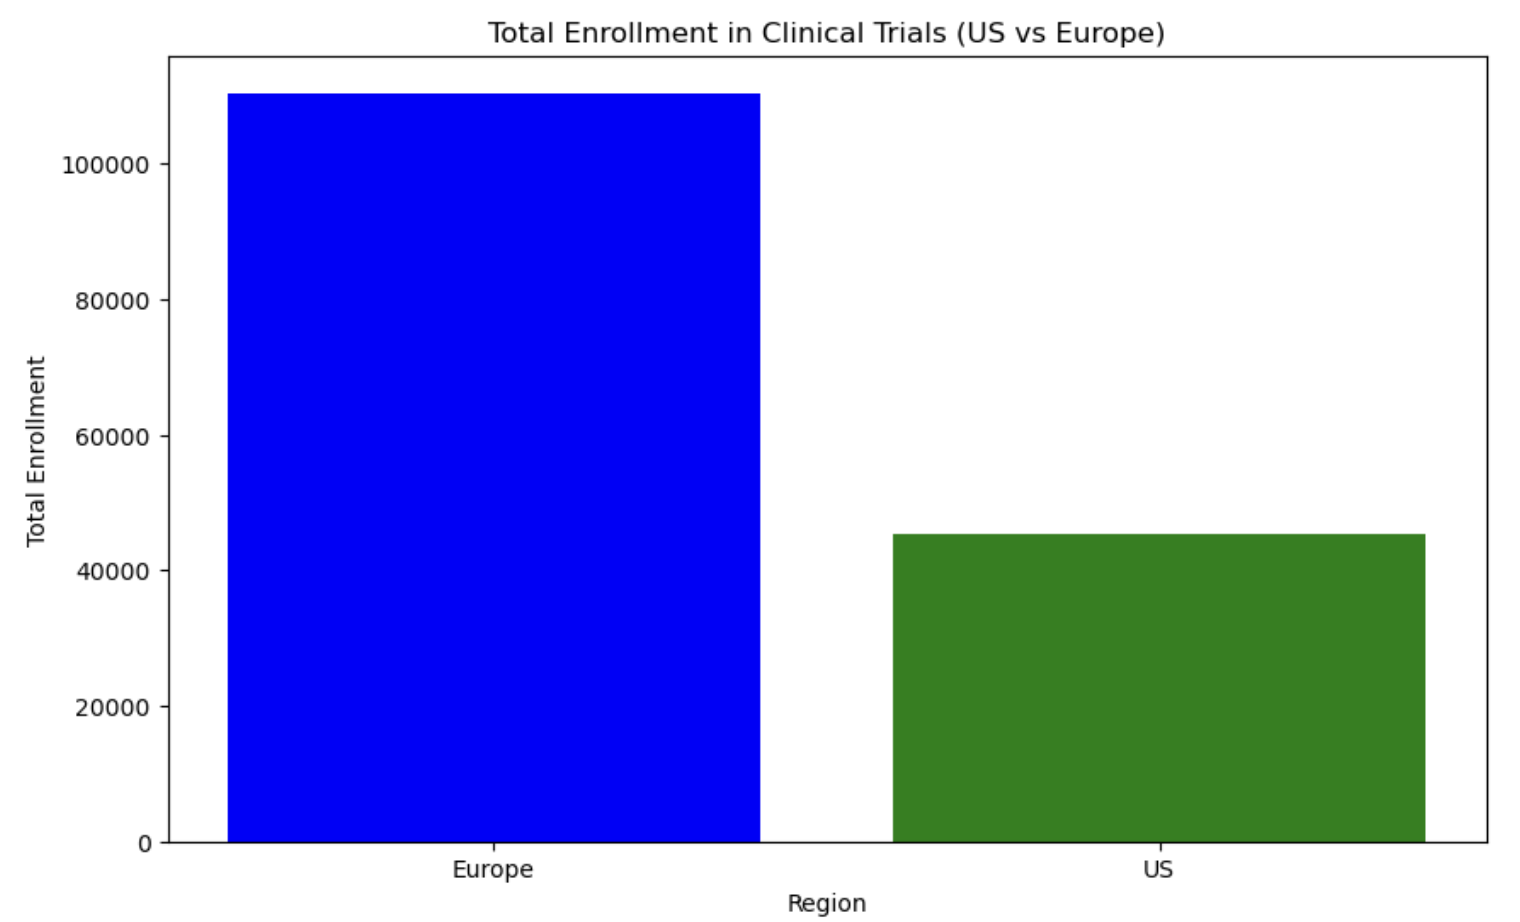 Total Enrollment in Clinical Trials (US vs Europe)
Total Enrollment
100000
80000
60000
40000
20000
0
Europe
US
Region